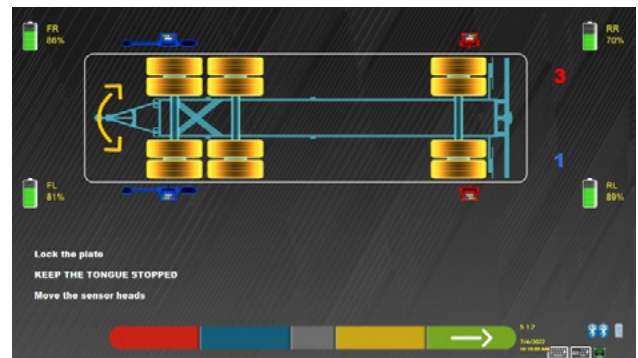 FR
86%
RR
70%
3
1
FL
81%
RL
89%
Lock the plate
KEEP THE TONGUE STOPPED
Move the sensor heads